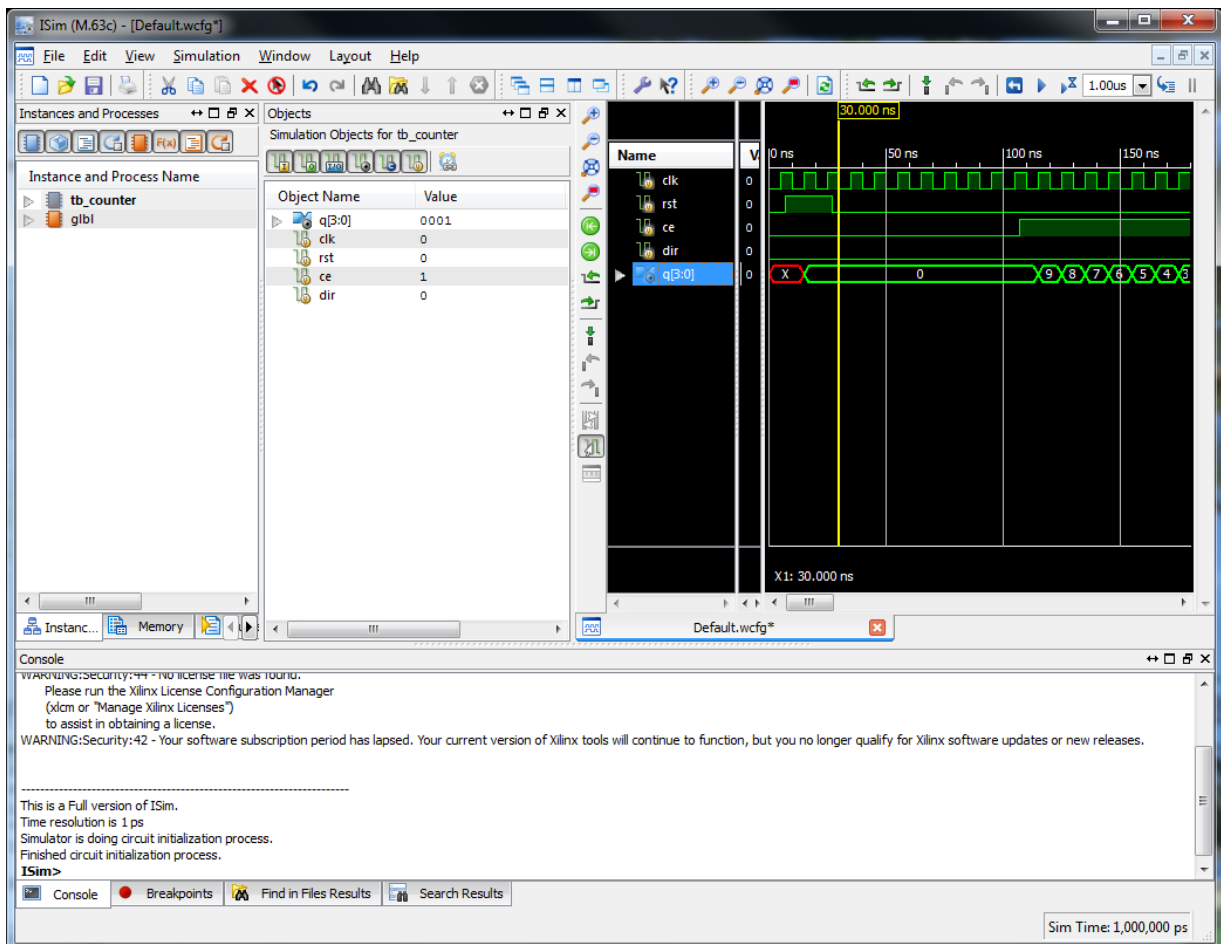 ISim (M.63c) - [Default.wcfg*]
File Edit View Simulation Window Layout Help
1.00us
Instances and Processes
F(x)
Instance and Process Name
tb_counter
glbl
Instanc... Memory
Objects
Simulation Objects for tb_counter
Object Name Value
q[3:0] 0001
clk 0
rst 0
ce 1
dir 0
30.000 ns
Name V
0 ns 50 ns 100 ns 150 ns
clk 0
rst 0
ce 0
dir 0
q[3:0] 0 X 0 9 8 7 6 5 4 3
X1: 30.000 ns
Default.wcfg*
Console
WARNING:Security:44 - No license file was found.
Please run the Xilinx License Configuration Manager
(xlcm or "Manage Xilinx Licenses")
to assist in obtaining a license.
WARNING:Security:42 - Your software subscription period has lapsed. Your current version of Xilinx tools will continue to function, but you no longer qualify for Xilinx software updates or new releases.
----------------------------------------------------------------------
This is a Full version of ISim.
Time resolution is 1 ps
Simulator is doing circuit initialization process.
Finished circuit initialization process.
ISim>
Console Breakpoints Find in Files Results Search Results
Sim Time: 1,000,000 ps